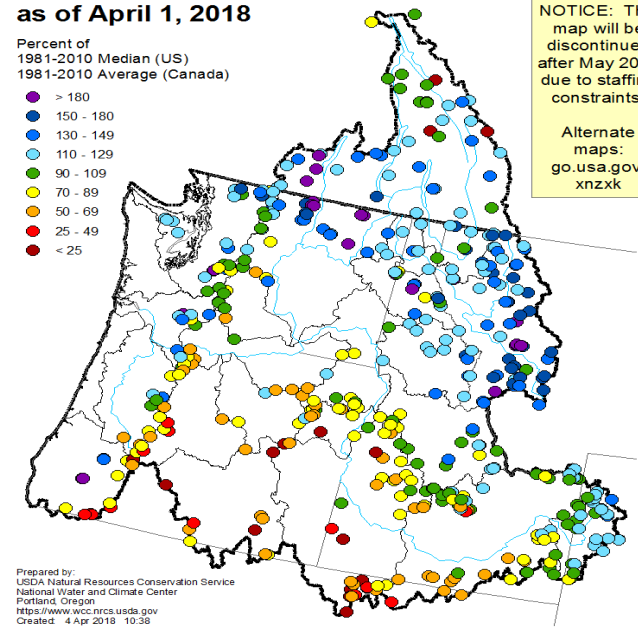 as of April 1, 2018
Percent of
1981-2010 Median (US)
1981-2010 Average (Canada)
> 180
150 - 180
130 - 149
110 - 129
90 - 109
70 - 89
50 - 69
25 - 49
< 25
NOTICE: T
map will be
discontinue
after May 20
due to staffin
constraints
Alternate
maps:
go.usa.gov
xnzxk
Prepared by:
USDA Natural Resources Conservation Service
National Water and Climate Center
Portland, Oregon
https://www.wcc.nrcs.usda.gov
Created: 4 Apr 2018 10:38